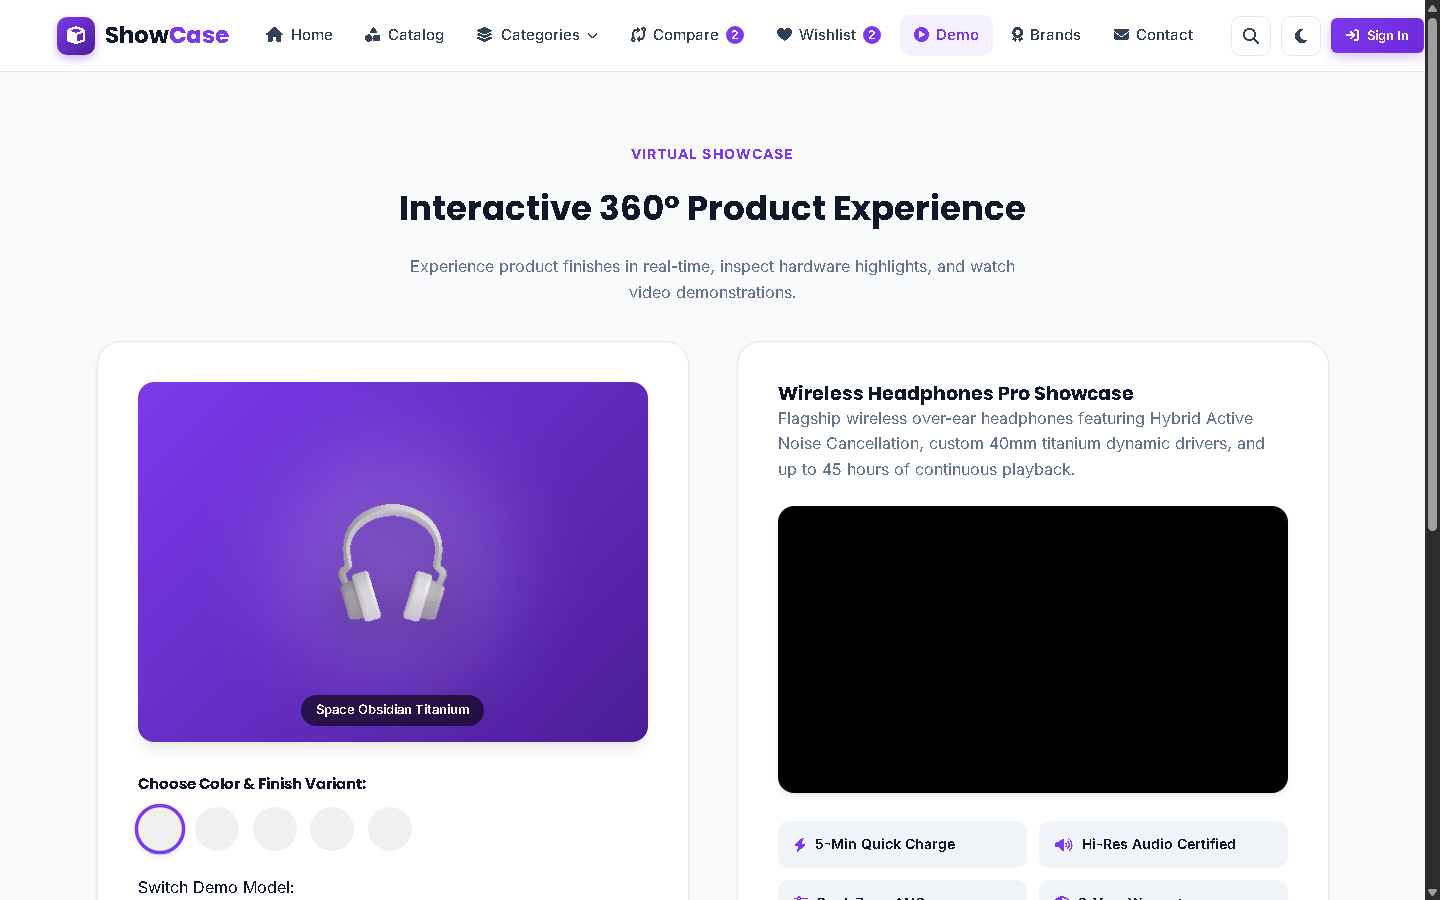 ShowCase
Home
Catalog
Categories
Compare 2
Wishlist 2
Demo
Brands
Contact
Sign In
VIRTUAL SHOWCASE
Interactive 360° Product Experience
Experience product finishes in real-time, inspect hardware highlights, and watch
video demonstrations.
Space Obsidian Titanium
Choose Color & Finish Variant:
Switch Demo Model:
Wireless Headphones Pro Showcase
Flagship wireless over-ear headphones featuring Hybrid Active
Noise Cancellation, custom 40mm titanium dynamic drivers, and
up to 45 hours of continuous playback.
5-Min Quick Charge
Hi-Res Audio Certified